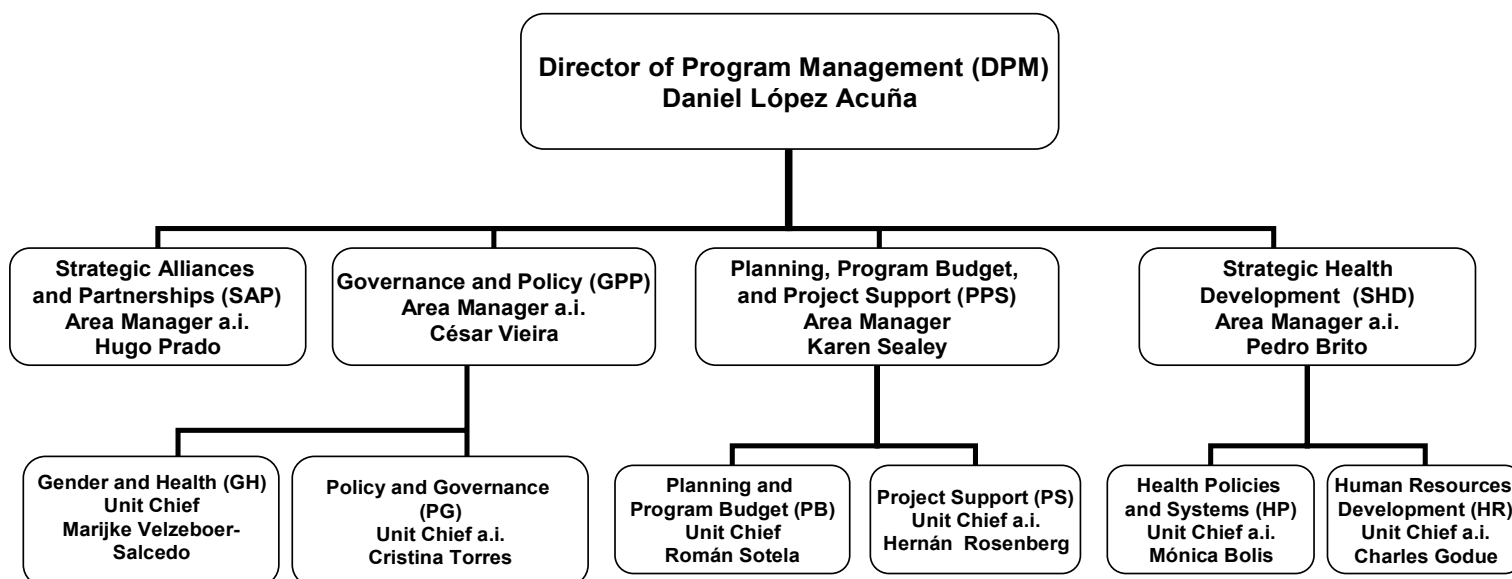 Director of Program Management (DPM)
Daniel López Acuña
Strategic Alliances
and Partnerships (SAP)
Area Manager a.i.
Hugo Prado
Governance and Policy (GPP)
Area Manager a.i.
César Vieira
Planning, Program Budget,
and Project Support (PPS)
Area Manager
Karen Sealey
Strategic Health
Development (SHD)
Area Manager a.i.
Pedro Brito
Gender and Health (GH)
Unit Chief
Marijke Velzeboer-
Salcedo
Policy and Governance
(PG)
Unit Chief a.i.
Cristina Torres
Planning and
Program Budget (PB)
Unit Chief
Román Sotela
Project Support (PS)
Unit Chief a.i.
Hernán Rosenberg
Health Policies
and Systems (HP)
Unit Chief a.i.
Mónica Bolis
Human Resources
Development (HR)
Unit Chief a.i.
Charles Godue